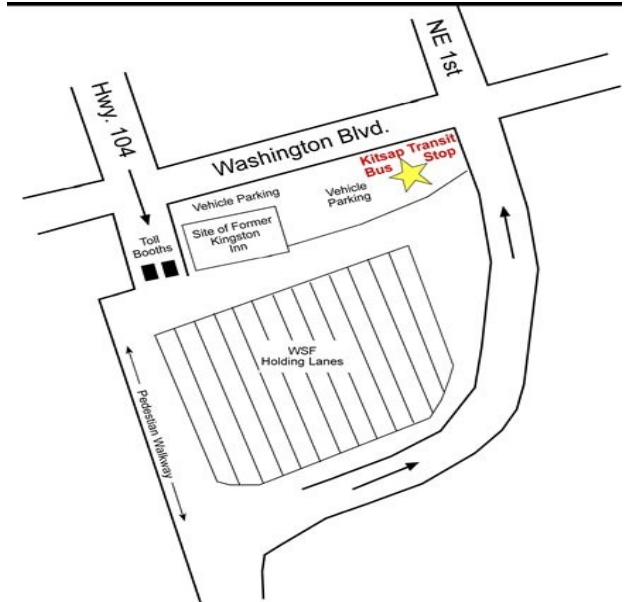 Hwy. 104
NE 1st
Washington Blvd.
Kitsap Transit
Bus Stop
Vehicle Parking
Vehicle
Parking
Toll
Booths
Site of Former
Kingston
Inn
WSF
Holding Lanes
Pedestian Walkway